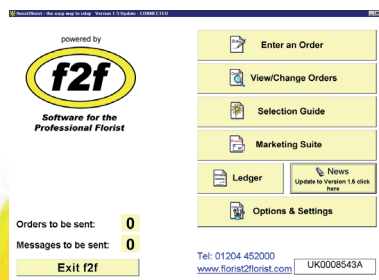 florist2florist - the easy way to relay Version 1.5 Update - CONNECTED
powered by
f2f
Software for the
Professional Florist
Orders to be sent: 0
Messages to be sent: 0
Exit f2f
Enter an Order
View/Change Orders
Selection Guide
Marketing Suite
Ledger
News
Update to Version 1.5 click
here
Options & Settings
Tel: 01204 452000
www.florist2florist.com
UK0008543A